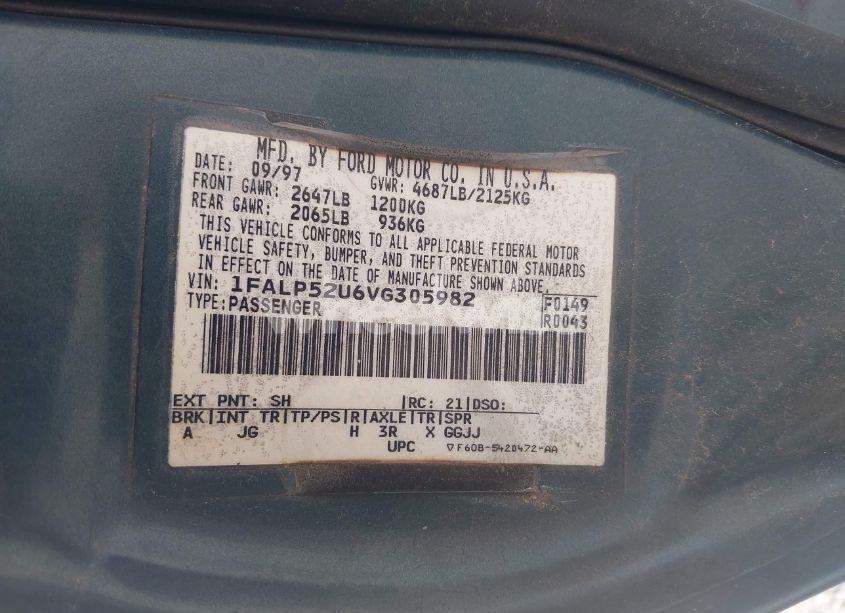 MFD. BY FORD MOTOR CO. IN U.S.A.
DATE: 09/97 GVWR: 4687LB/2125KG
FRONT GAWR: 2647LB 1200KG
REAR GAWR: 2065LB 936KG
THIS VEHICLE CONFORMS TO ALL APPLICABLE FEDERAL MOTOR
VEHICLE SAFETY, BUMPER, AND THEFT PREVENTION STANDARDS
IN EFFECT ON THE DATE OF MANUFACTURE SHOWN ABOVE.
VIN: 1FALP52U6VG305982 F0149
TYPE: PASSENGER R0043
EXT PNT: SH |RC: 21|DSO:
BRK|INT TR|TP/PS|R|AXLE|TR|SPR
A JG H 3R X GGJJ
UPC ▽F60B-5420472-AA